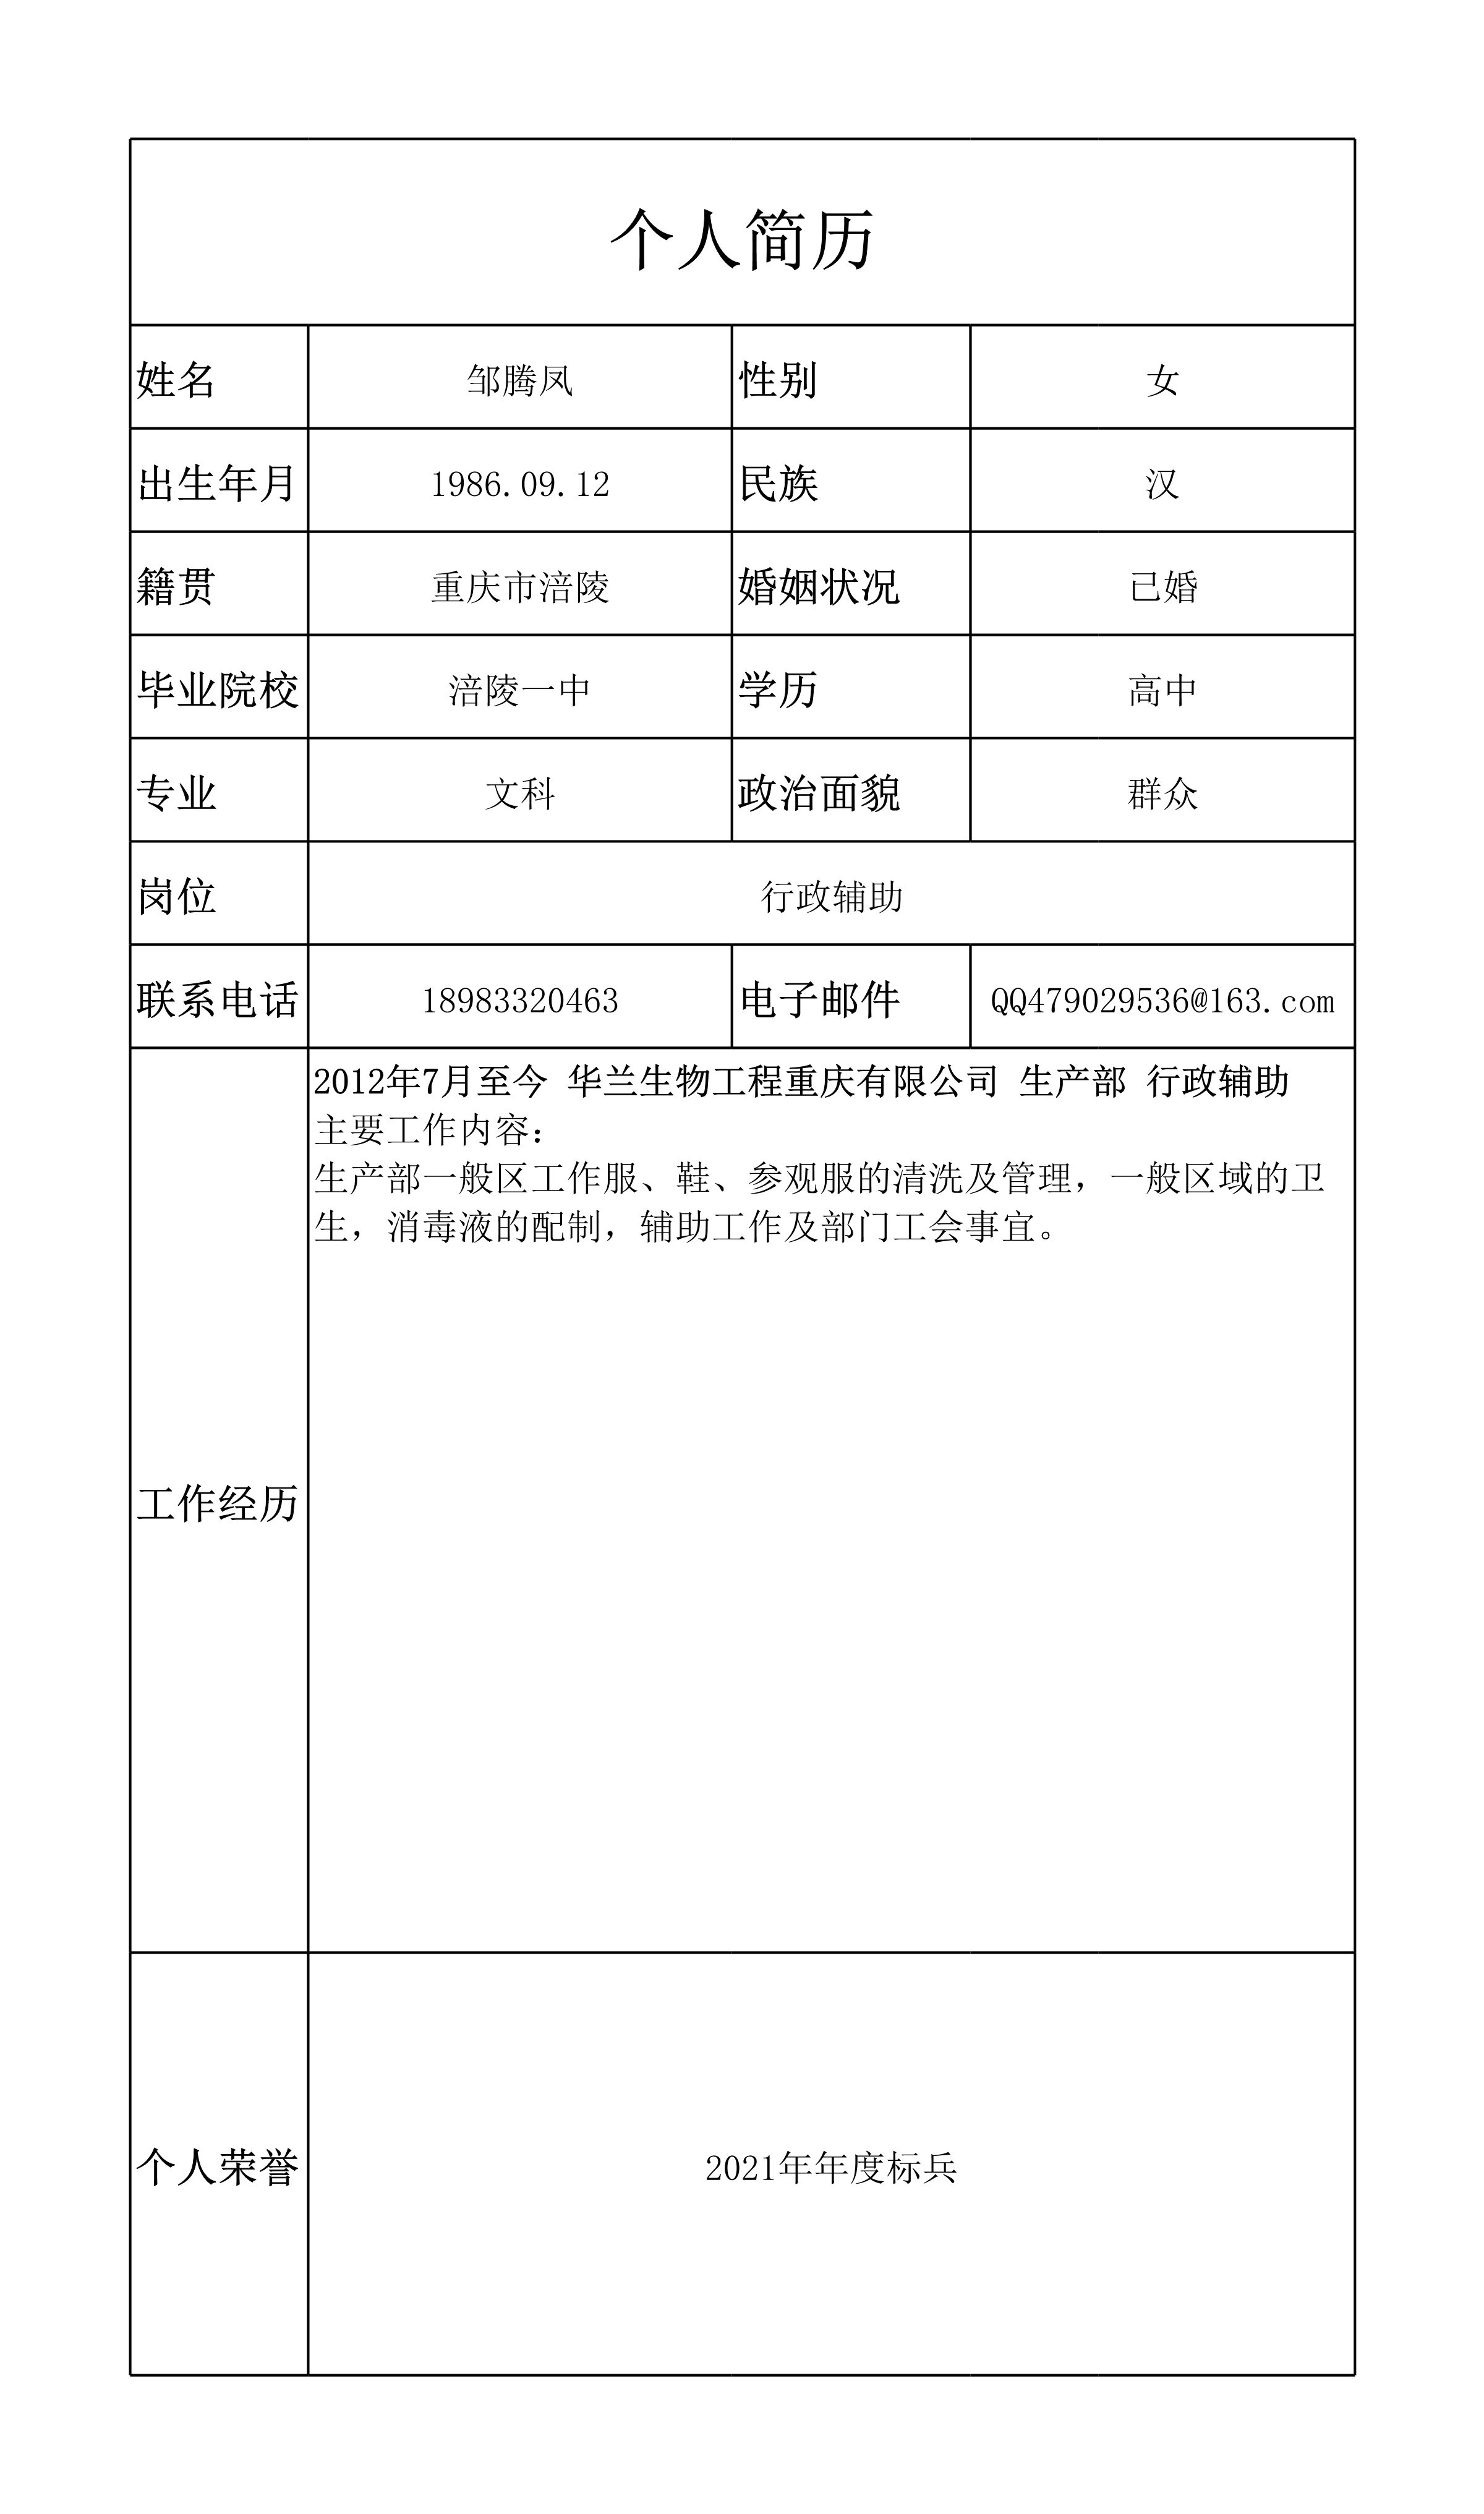 个人简历
姓名 邹腾凤 性别 女
出生年月 1986.09.12 民族 汉
籍贯 重庆市涪陵 婚姻状况 已婚
毕业院校 涪陵一中 学历 高中
专业 文科 政治面貌 群众
岗位 行政辅助
联系电话 18983320463 电子邮件 QQ479029536@163.com
2012年7月至今 华兰生物工程重庆有限公司 生产部 行政辅助
主要工作内容：
生产部一般区工作服、鞋、参观服的清洗及管理，一般区域的卫
生，消毒液的配制，辅助工作及部门工会事宜。
工作经历
个人荣誉 2021年年度标兵